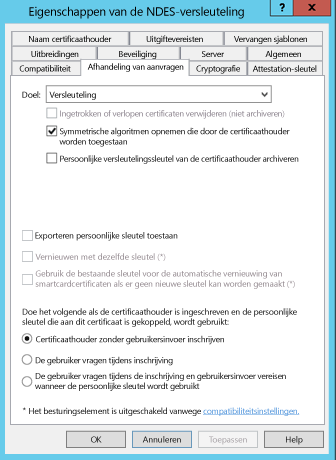 Eigenschappen van de NDES-versleuteling
?
x
Naam certificaathouder
Uitgiftevereisten
Vervangen sjablonen
Uitbreidingen
Beveiliging
Server
Algemeen
Compatibiliteit
Afhandeling van aanvragen
Cryptografie
Attestation-sleutel
Doel:
Versleuteling
Ingetrokken of verlopen certificaten verwijderen (niet archiveren)
Symmetrische algoritmen opnemen die door de certificaathouder
worden toegestaan
Persoonlijke versleutelingssleutel van de certificaathouder archiveren
Exporteren persoonlijke sleutel toestaan
Vernieuwen met dezelfde sleutel (*)
Gebruik de bestaande sleutel voor de automatische vernieuwing van
smartcardcertificaten als er geen nieuwe sleutel kan worden gemaakt (*)
Doe het volgende als de certificaathouder is ingeschreven en de persoonlijke
sleutel die aan dit certificaat is gekoppeld, wordt gebruikt:
Certificaathouder zonder gebruikersinvoer inschrijven
De gebruiker vragen tijdens inschrijving
De gebruiker vragen tijdens de inschrijving en gebruikersinvoer vereisen
wanneer de persoonlijke sleutel wordt gebruikt
* Het besturingselement is uitgeschakeld vanwege compatibiliteitsinstellingen.
OK
Annuleren
Toepassen
Help